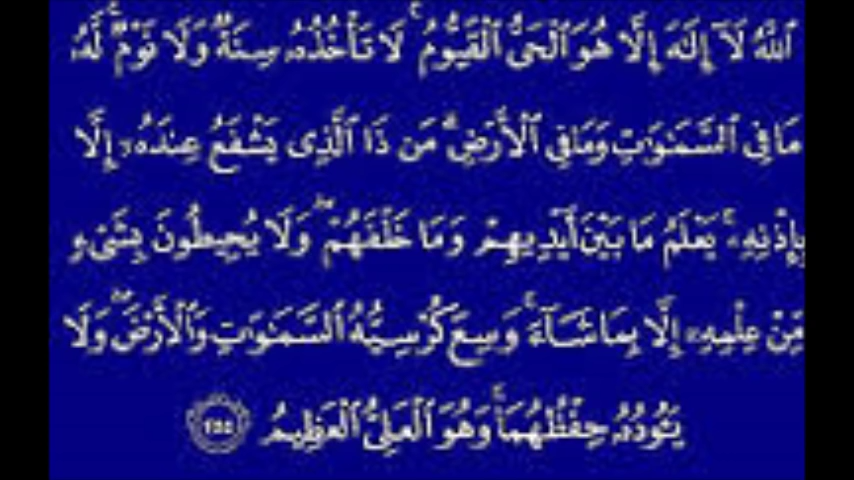 ٱللَّهُ لَآ إِلَٰهَ إِلَّا هُوَ ٱلۡحَيُّ ٱلۡقَيُّومُۚ لَا تَأۡخُذُهُۥ سِنَةٞ وَلَا نَوۡمٞۚ لَّهُۥ
مَا فِي ٱلسَّمَٰوَٰتِ وَمَا فِي ٱلۡأَرۡضِۗ مَن ذَا ٱلَّذِي يَشۡفَعُ عِندَهُۥٓ إِلَّا
بِإِذۡنِهِۦۚ يَعۡلَمُ مَا بَيۡنَ أَيۡدِيهِمۡ وَمَا خَلۡفَهُمۡۖ وَلَا يُحِيطُونَ بِشَيۡءٖ
مِّنۡ عِلۡمِهِۦٓ إِلَّا بِمَا شَآءَۚ وَسِعَ كُرۡسِيُّهُ ٱلسَّمَٰوَٰتِ وَٱلۡأَرۡضَۖ وَلَا
يَـُٔودُهُۥ حِفۡظُهُمَاۚ وَهُوَ ٱلۡعَلِيُّ ٱلۡعَظِيمُ ٢٥٥